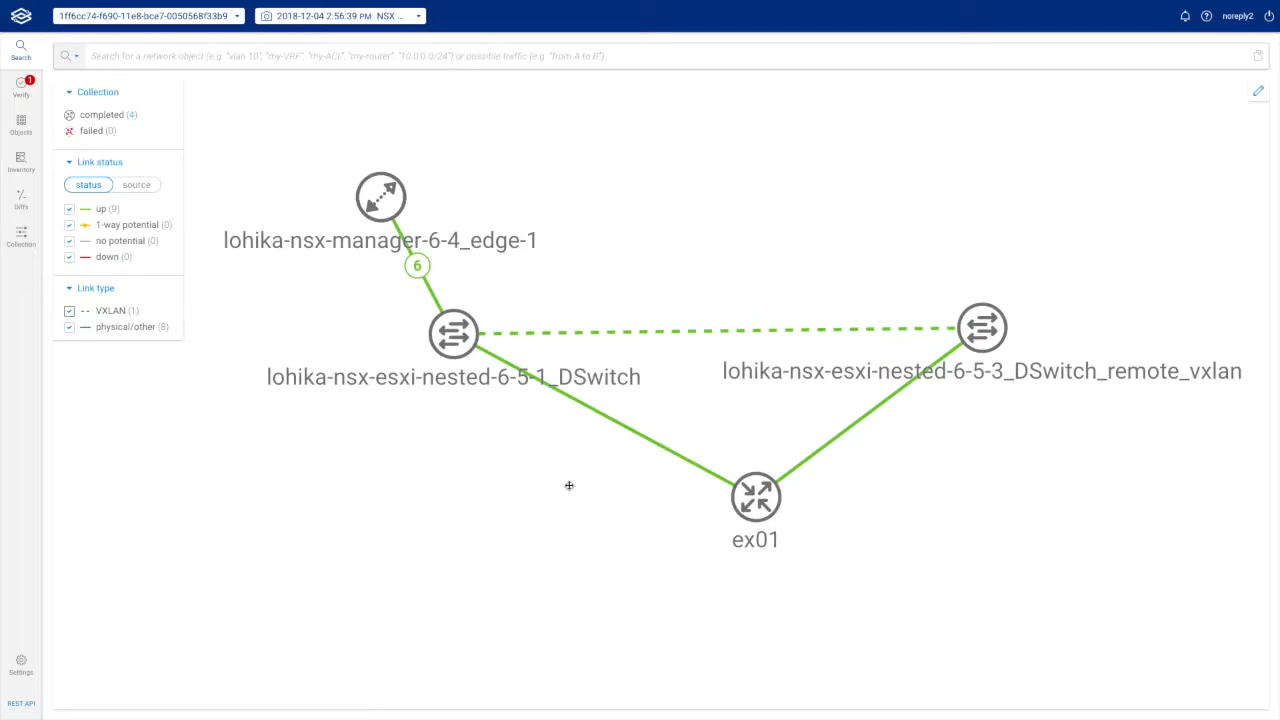 1ff6cc74-f690-11e8-bce7-0050568f33b9
2018-12-04 2:56:39 PM NSX ...
noreply2
Search
Search for a network object (e.g. "vlan 10", "my-VRF", "my-ACL", "my-router", "10.0.0.0/24") or possible traffic (e.g. "from A to B")
1
Verify
Objects
Inventory
Diffs
Collection
Settings
REST API
Collection
completed (4)
failed (0)
Link status
status source
up (9)
1-way potential (0)
no potential (0)
down (0)
Link type
VXLAN (1)
physical/other (8)
lohika-nsx-manager-6-4_edge-1
6
lohika-nsx-esxi-nested-6-5-1_DSwitch
lohika-nsx-esxi-nested-6-5-3_DSwitch_remote_vxlan
ex01